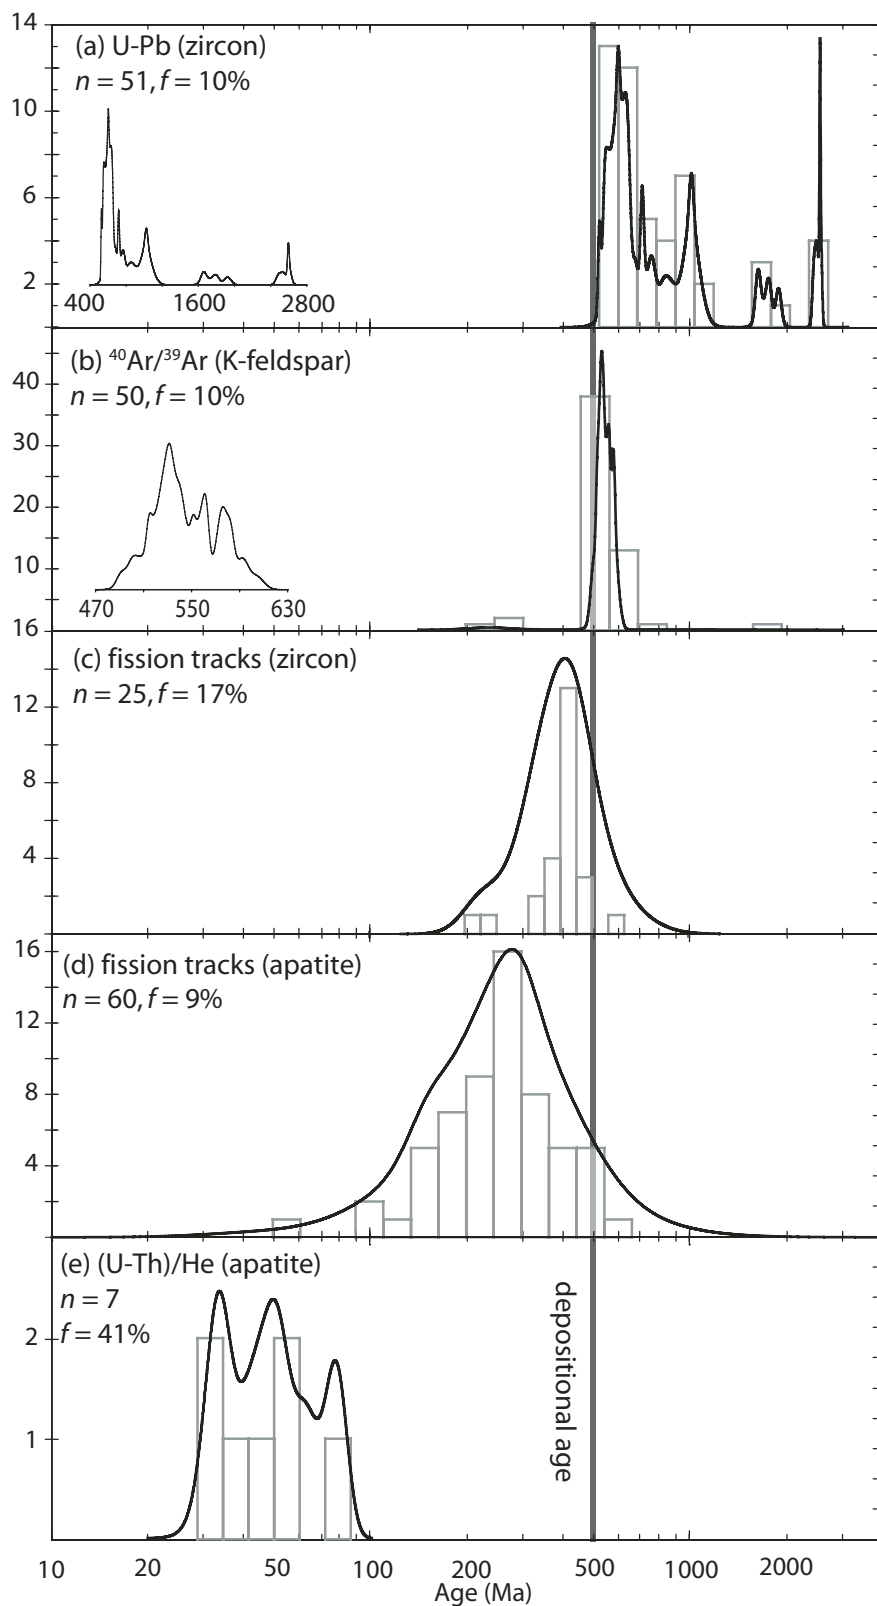 14
10
6
2
(a) U-Pb (zircon)
n = 51, f = 10%
400 1600 2800
40
30
20
10
(b) ⁴⁰Ar/³⁹Ar (K-feldspar)
n = 50, f = 10%
470 550 630
16
12
8
4
(c) fission tracks (zircon)
n = 25, f = 17%
16
12
8
4
(d) fission tracks (apatite)
n = 60, f = 9%
2
1
(e) (U-Th)/He (apatite)
n = 7
f = 41%
depositional age
10 20 50 100 200 500 1000 2000
Age (Ma)